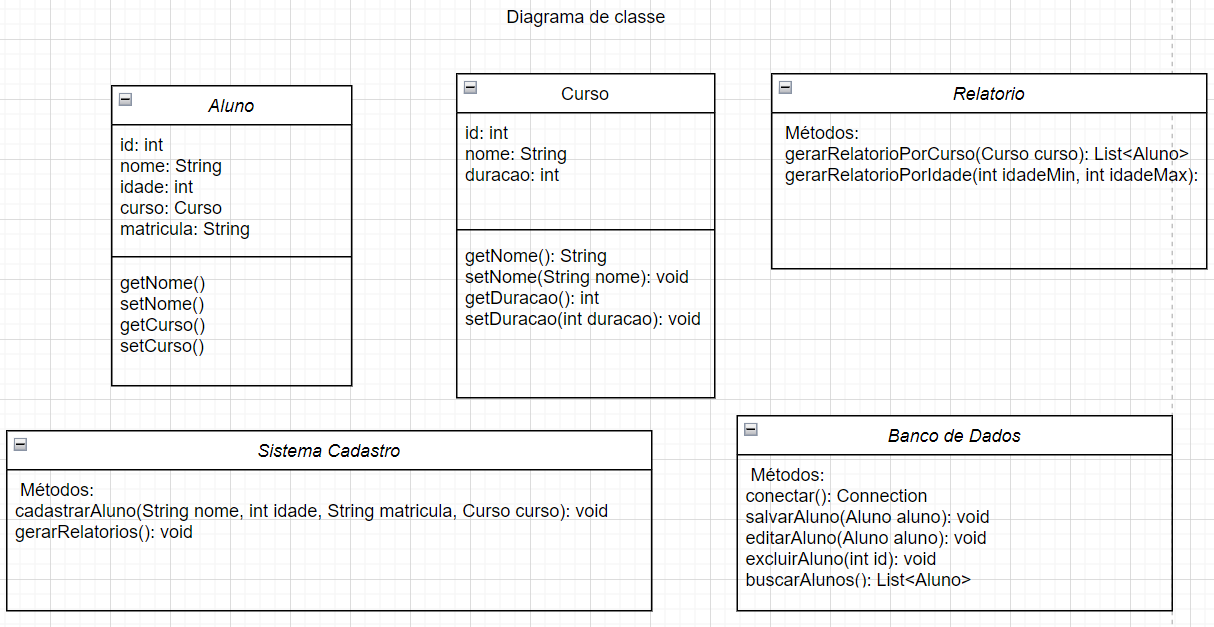 Diagrama de classe
Aluno
id: int
nome: String
idade: int
curso: Curso
matricula: String
getNome()
setNome()
getCurso()
setCurso()
Curso
id: int
nome: String
duracao: int
getNome(): String
setNome(String nome): void
getDuracao(): int
setDuracao(int duracao): void
Relatorio
Métodos:
gerarRelatorioPorCurso(Curso curso): List<Aluno>
gerarRelatorioPorIdade(int idadeMin, int idadeMax):
Sistema Cadastro
Métodos:
cadastrarAluno(String nome, int idade, String matricula, Curso curso): void
gerarRelatorios(): void
Banco de Dados
Métodos:
conectar(): Connection
salvarAluno(Aluno aluno): void
editarAluno(Aluno aluno): void
excluirAluno(int id): void
buscarAlunos(): List<Aluno>